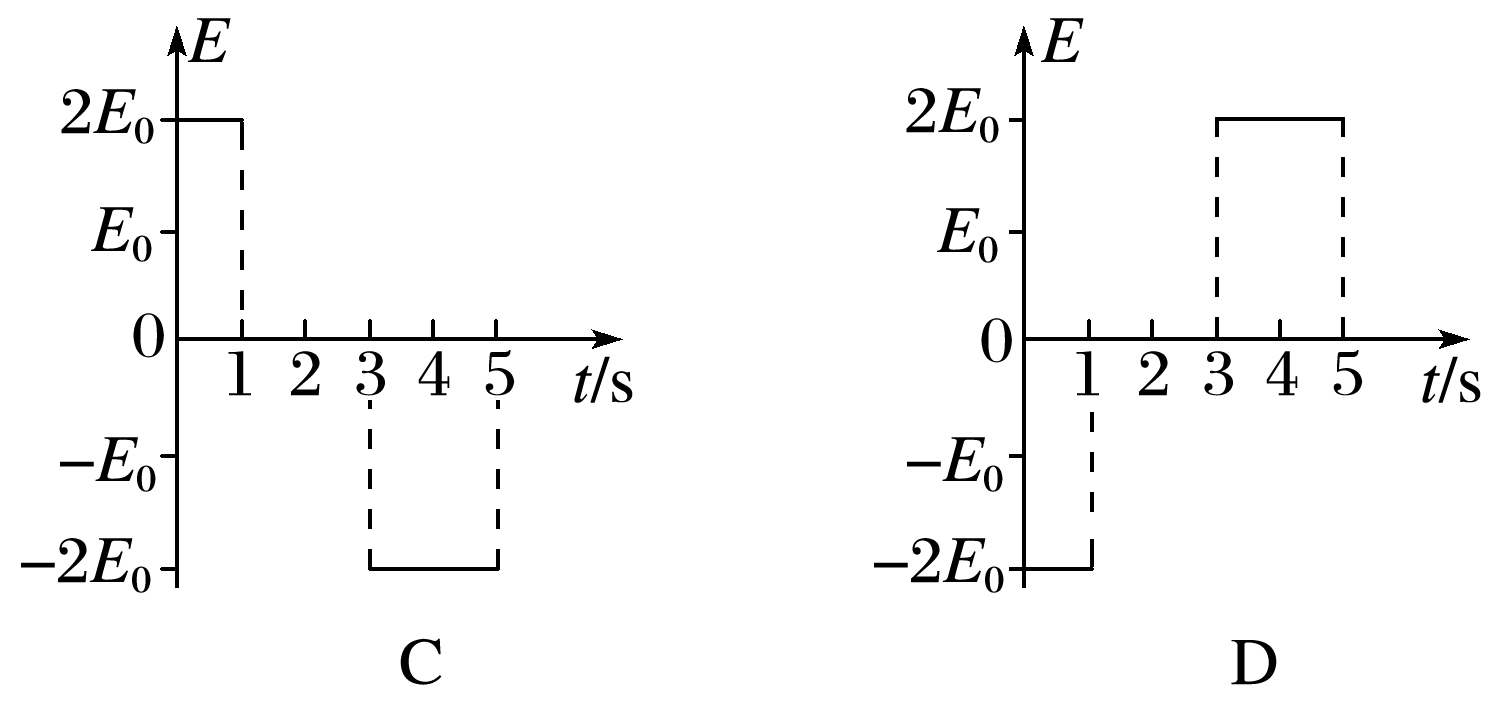 E E
2E₀ 2E₀
E₀ E₀
0 1 2 3 4 5 t/s 0 1 2 3 4 5 t/s
−E₀ −E₀
−2E₀ −2E₀
C D